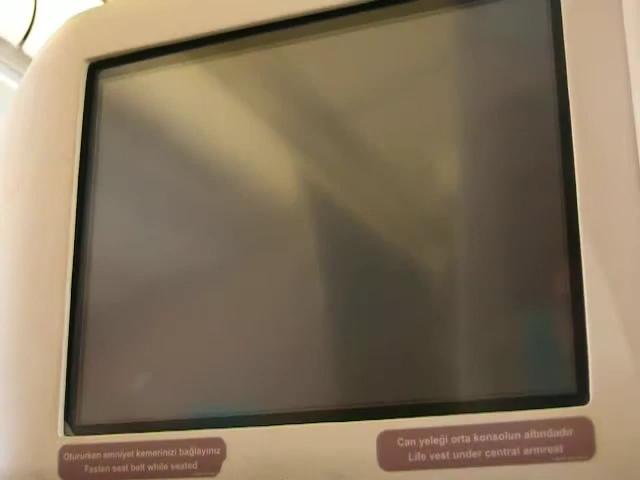 Otururken emniyet kemerinizi bağlayınız
Fasten seat belt while seated
Can yeleği orta konsolun altındadır
Life vest under central armrest